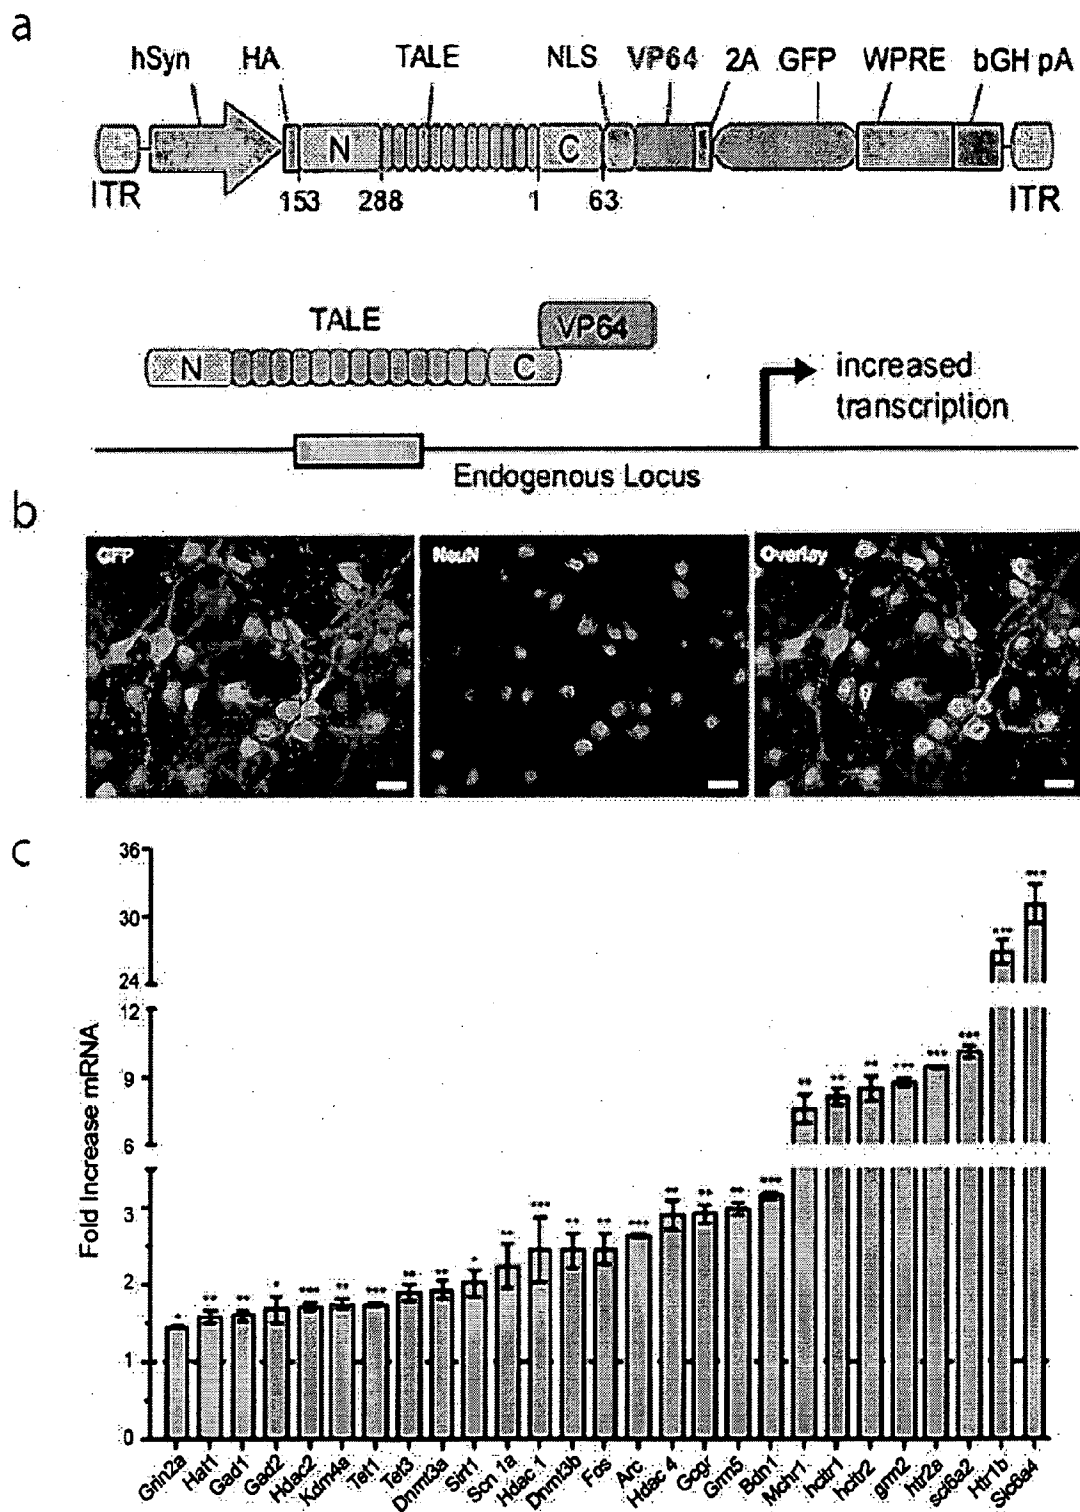 a
hSyn HA TALE NLS VP64 2A GFP WPRE bGH pA
N C
ITR 153 288 1 63 ITR
TALE
VP64
N C
increased
transcription
Endogenous Locus
b
GFP NeuN Overlay
c
Fold Increase mRNA
36
30
24
12
9
6
3
2
1
0
* ** ** * *** ** *** ** ** * ** *** ** ** *** ** ** ** *** ** ** ** *** *** *** *** ***
Grin2a Hat1 Gad1 Gad2 Hdac2 Kdm4a Tet1 Tet3 Dnmt3a Sirt1 Scn 1a Hdac 1 Dnmt3b Fos Arc Hdac 4 Gcgr Grm5 Bdn1 Mchr1 hcttr2 grm2 htr2a Htr1b Slc6a4